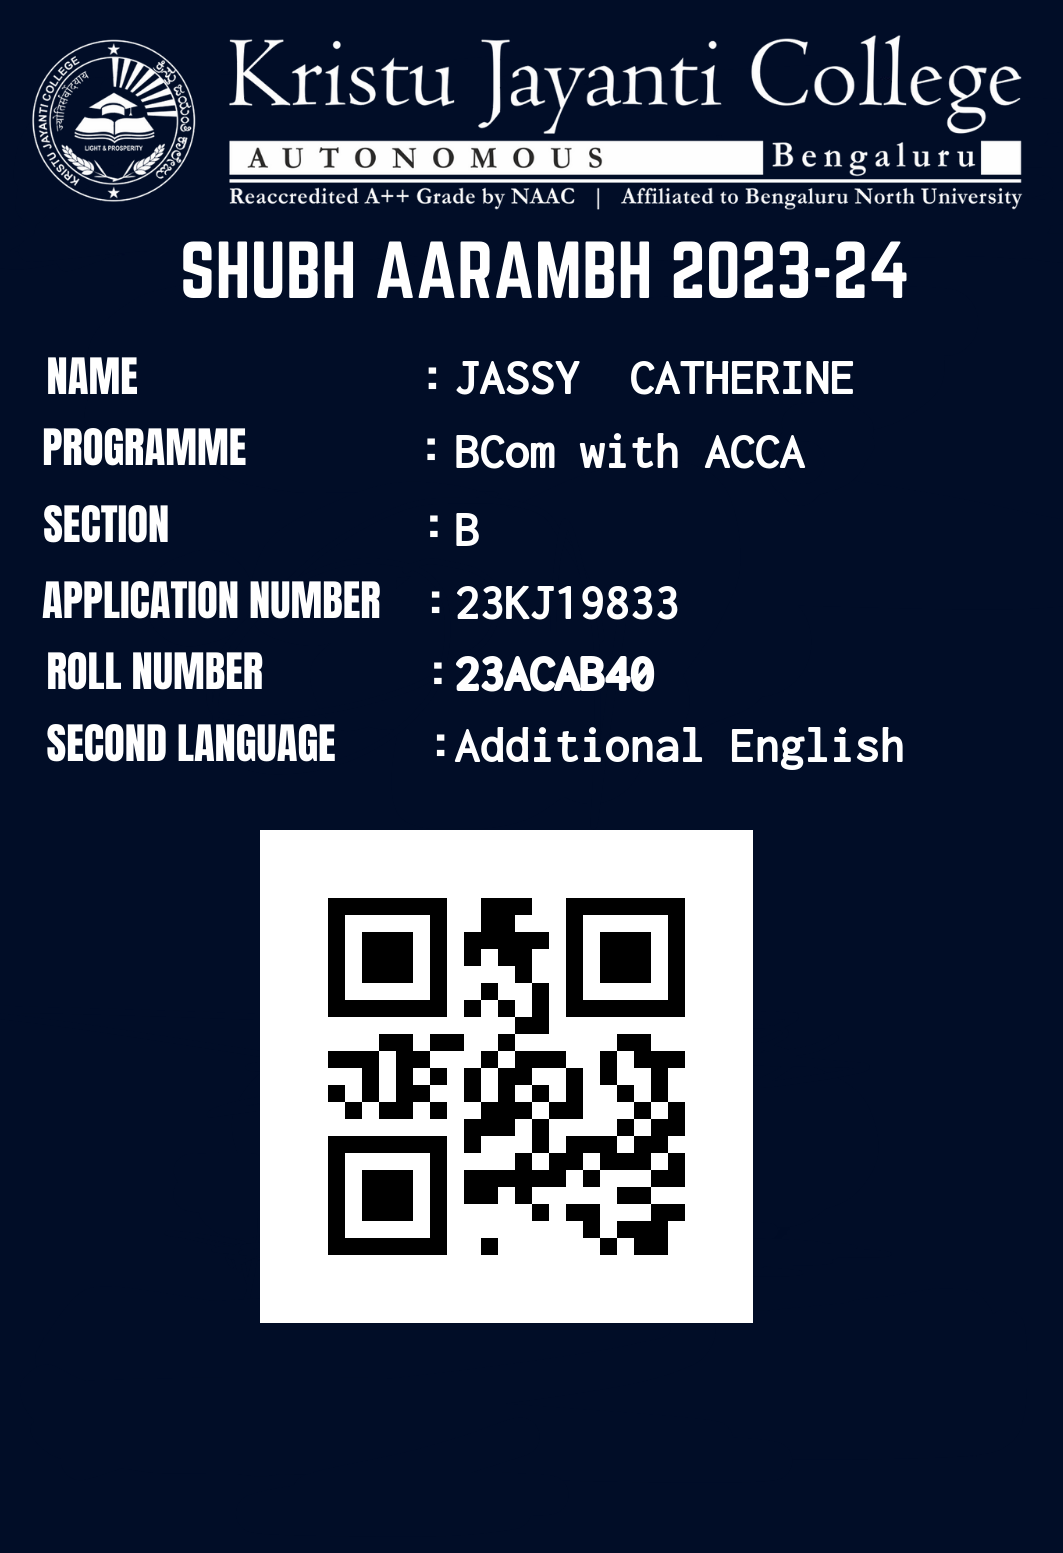 KRISTU JAYANTI COLLEGE
ಕ್ರಿಸ್ತು ಜಯಂತಿ ಕಾಲೇಜು
LIGHT & PROSPERITY
Kristu Jayanti College
AUTONOMOUS Bengaluru
Reaccredited A++ Grade by NAAC | Affiliated to Bengaluru North University
SHUBH AARAMBH 2023-24
NAME : JASSY CATHERINE
PROGRAMME : BCom with ACCA
SECTION : B
APPLICATION NUMBER : 23KJ19833
ROLL NUMBER : 23ACAB40
SECOND LANGUAGE : Additional English